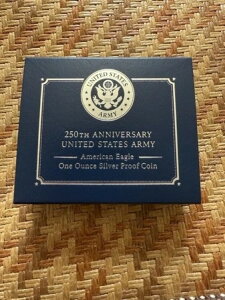 UNITED STATES
ARMY
250TH ANNIVERSARY
UNITED STATES ARMY
American Eagle
One Ounce Silver Proof Coin